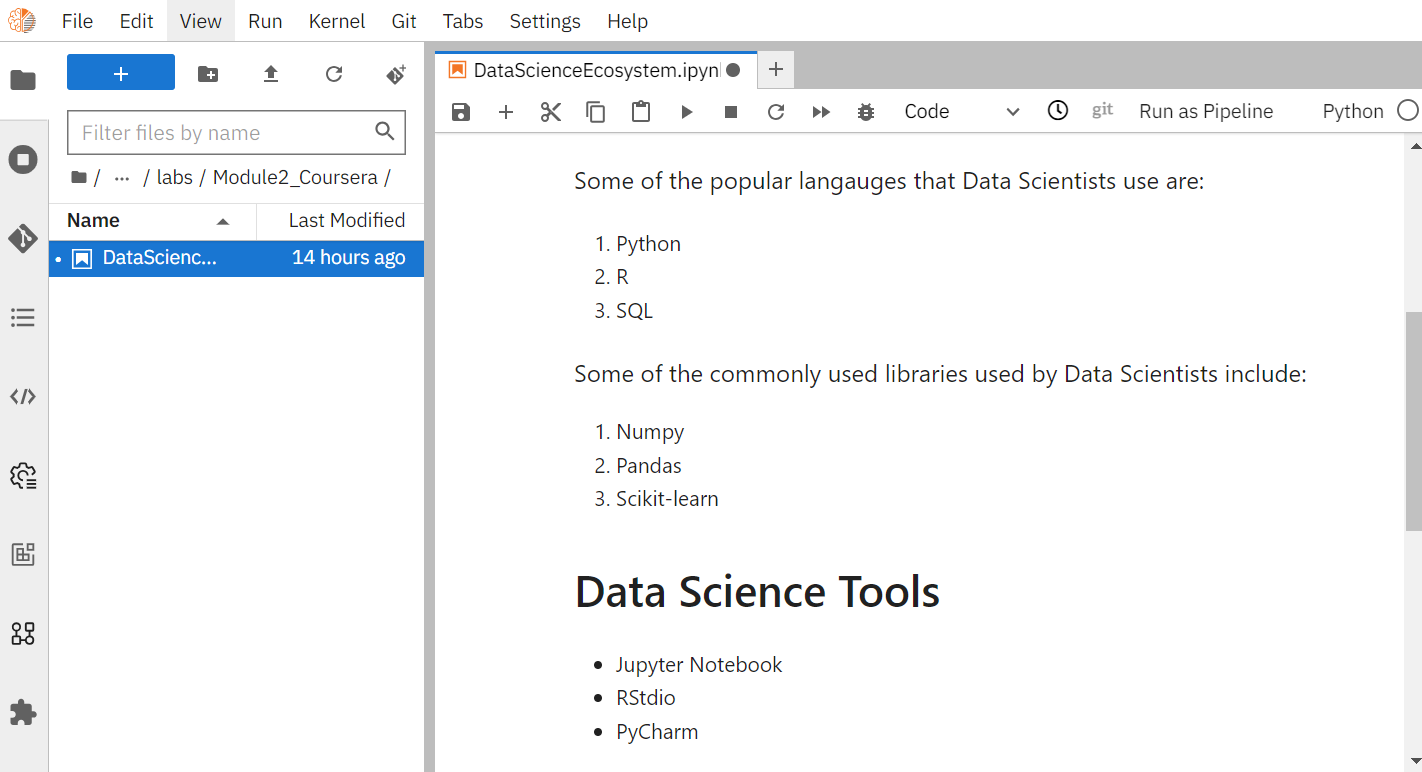 File Edit View Run Kernel Git Tabs Settings Help
+
Filter files by name
/ ... / labs / Module2_Coursera /
Name Last Modified
DataScienc... 14 hours ago
DataScienceEcosystem.ipyn +
Code git Run as Pipeline Python
Some of the popular langauges that Data Scientists use are:
1. Python
2. R
3. SQL
Some of the commonly used libraries used by Data Scientists include:
1. Numpy
2. Pandas
3. Scikit-learn
Data Science Tools
• Jupyter Notebook
• RStdio
• PyCharm